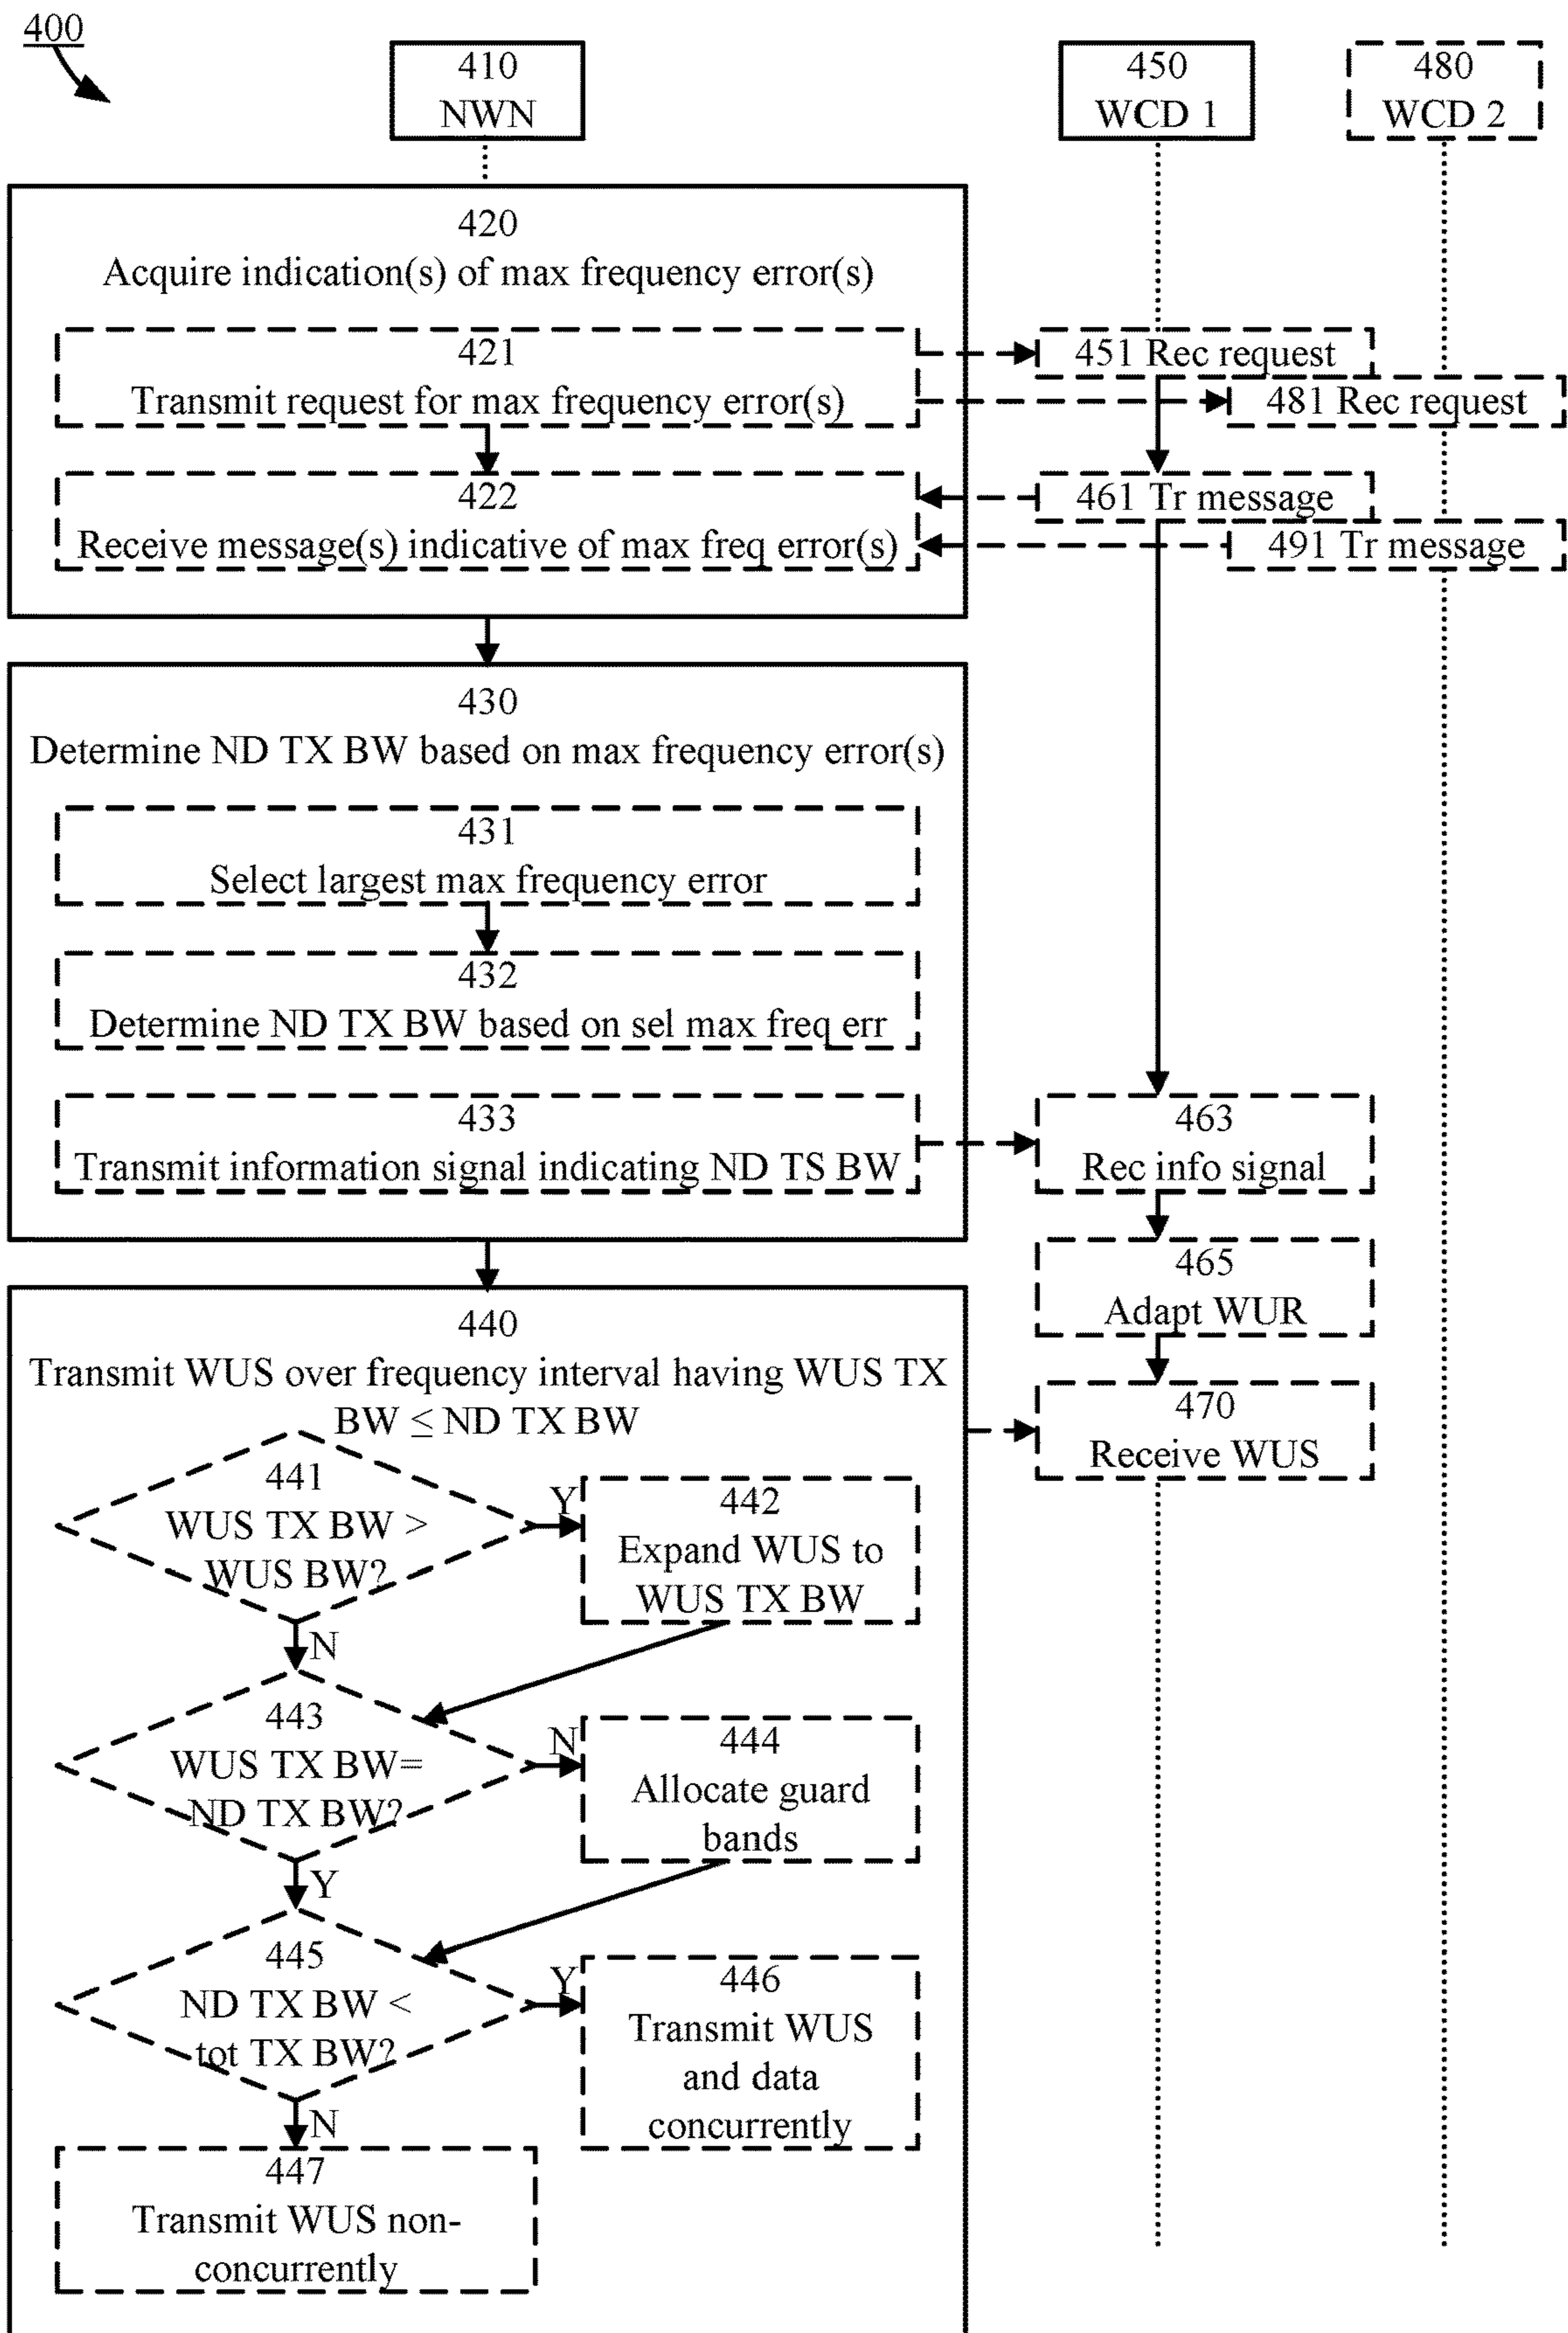 400
410
NWN
450
WCD 1
480
WCD 2
420
Acquire indication(s) of max frequency error(s)
421
Transmit request for max frequency error(s)
451 Rec request
481 Rec request
422
Receive message(s) indicative of max freq error(s)
461 Tr message
491 Tr message
430
Determine ND TX BW based on max frequency error(s)
431
Select largest max frequency error
432
Determine ND TX BW based on sel max freq err
433
Transmit information signal indicating ND TS BW
463
Rec info signal
465
Adapt WUR
440
Transmit WUS over frequency interval having WUS TX
BW ≤ ND TX BW
470
Receive WUS
441
WUS TX BW >
WUS BW?
Y
442
Expand WUS to
WUS TX BW
N
443
WUS TX BW=
ND TX BW?
N
444
Allocate guard
bands
Y
445
ND TX BW <
tot TX BW?
Y
446
Transmit WUS
and data
concurrently
N
447
Transmit WUS non-
concurrently